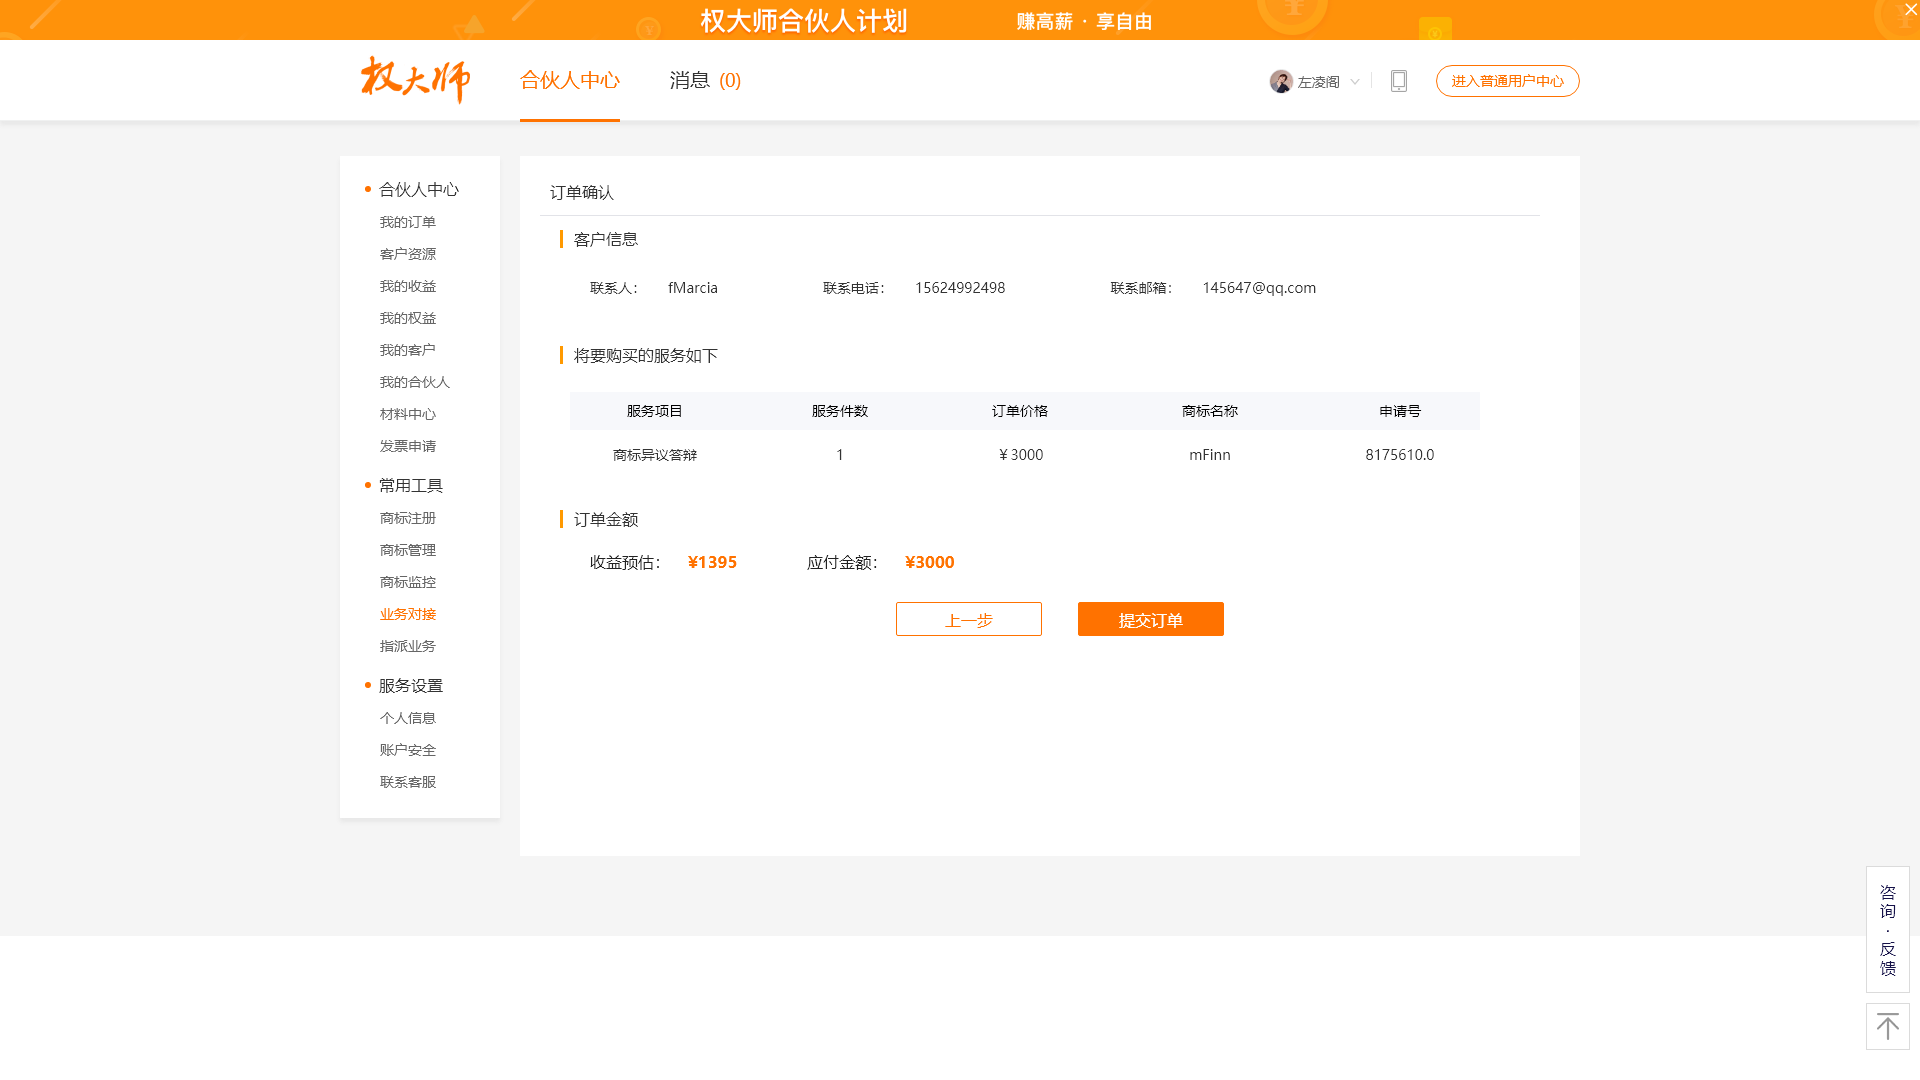 权大师合伙人计划 赚高薪 · 享自由
权大师 合伙人中心 消息 (0) 左凌阁 进入普通用户中心
合伙人中心
我的订单
客户资源
我的收益
我的权益
我的客户
我的合伙人
材料中心
发票申请
常用工具
商标注册
商标管理
商标监控
业务对接
指派业务
服务设置
个人信息
账户安全
联系客服
订单确认
客户信息
联系人： fMarcia 联系电话： 15624992498 联系邮箱： 145647@qq.com
将要购买的服务如下
服务项目 服务件数 订单价格 商标名称 申请号
商标异议答辩 1 ¥ 3000 mFinn 8175610.0
订单金额
收益预估： ¥1395 应付金额： ¥3000
上一步 提交订单
咨
询
·
反
馈